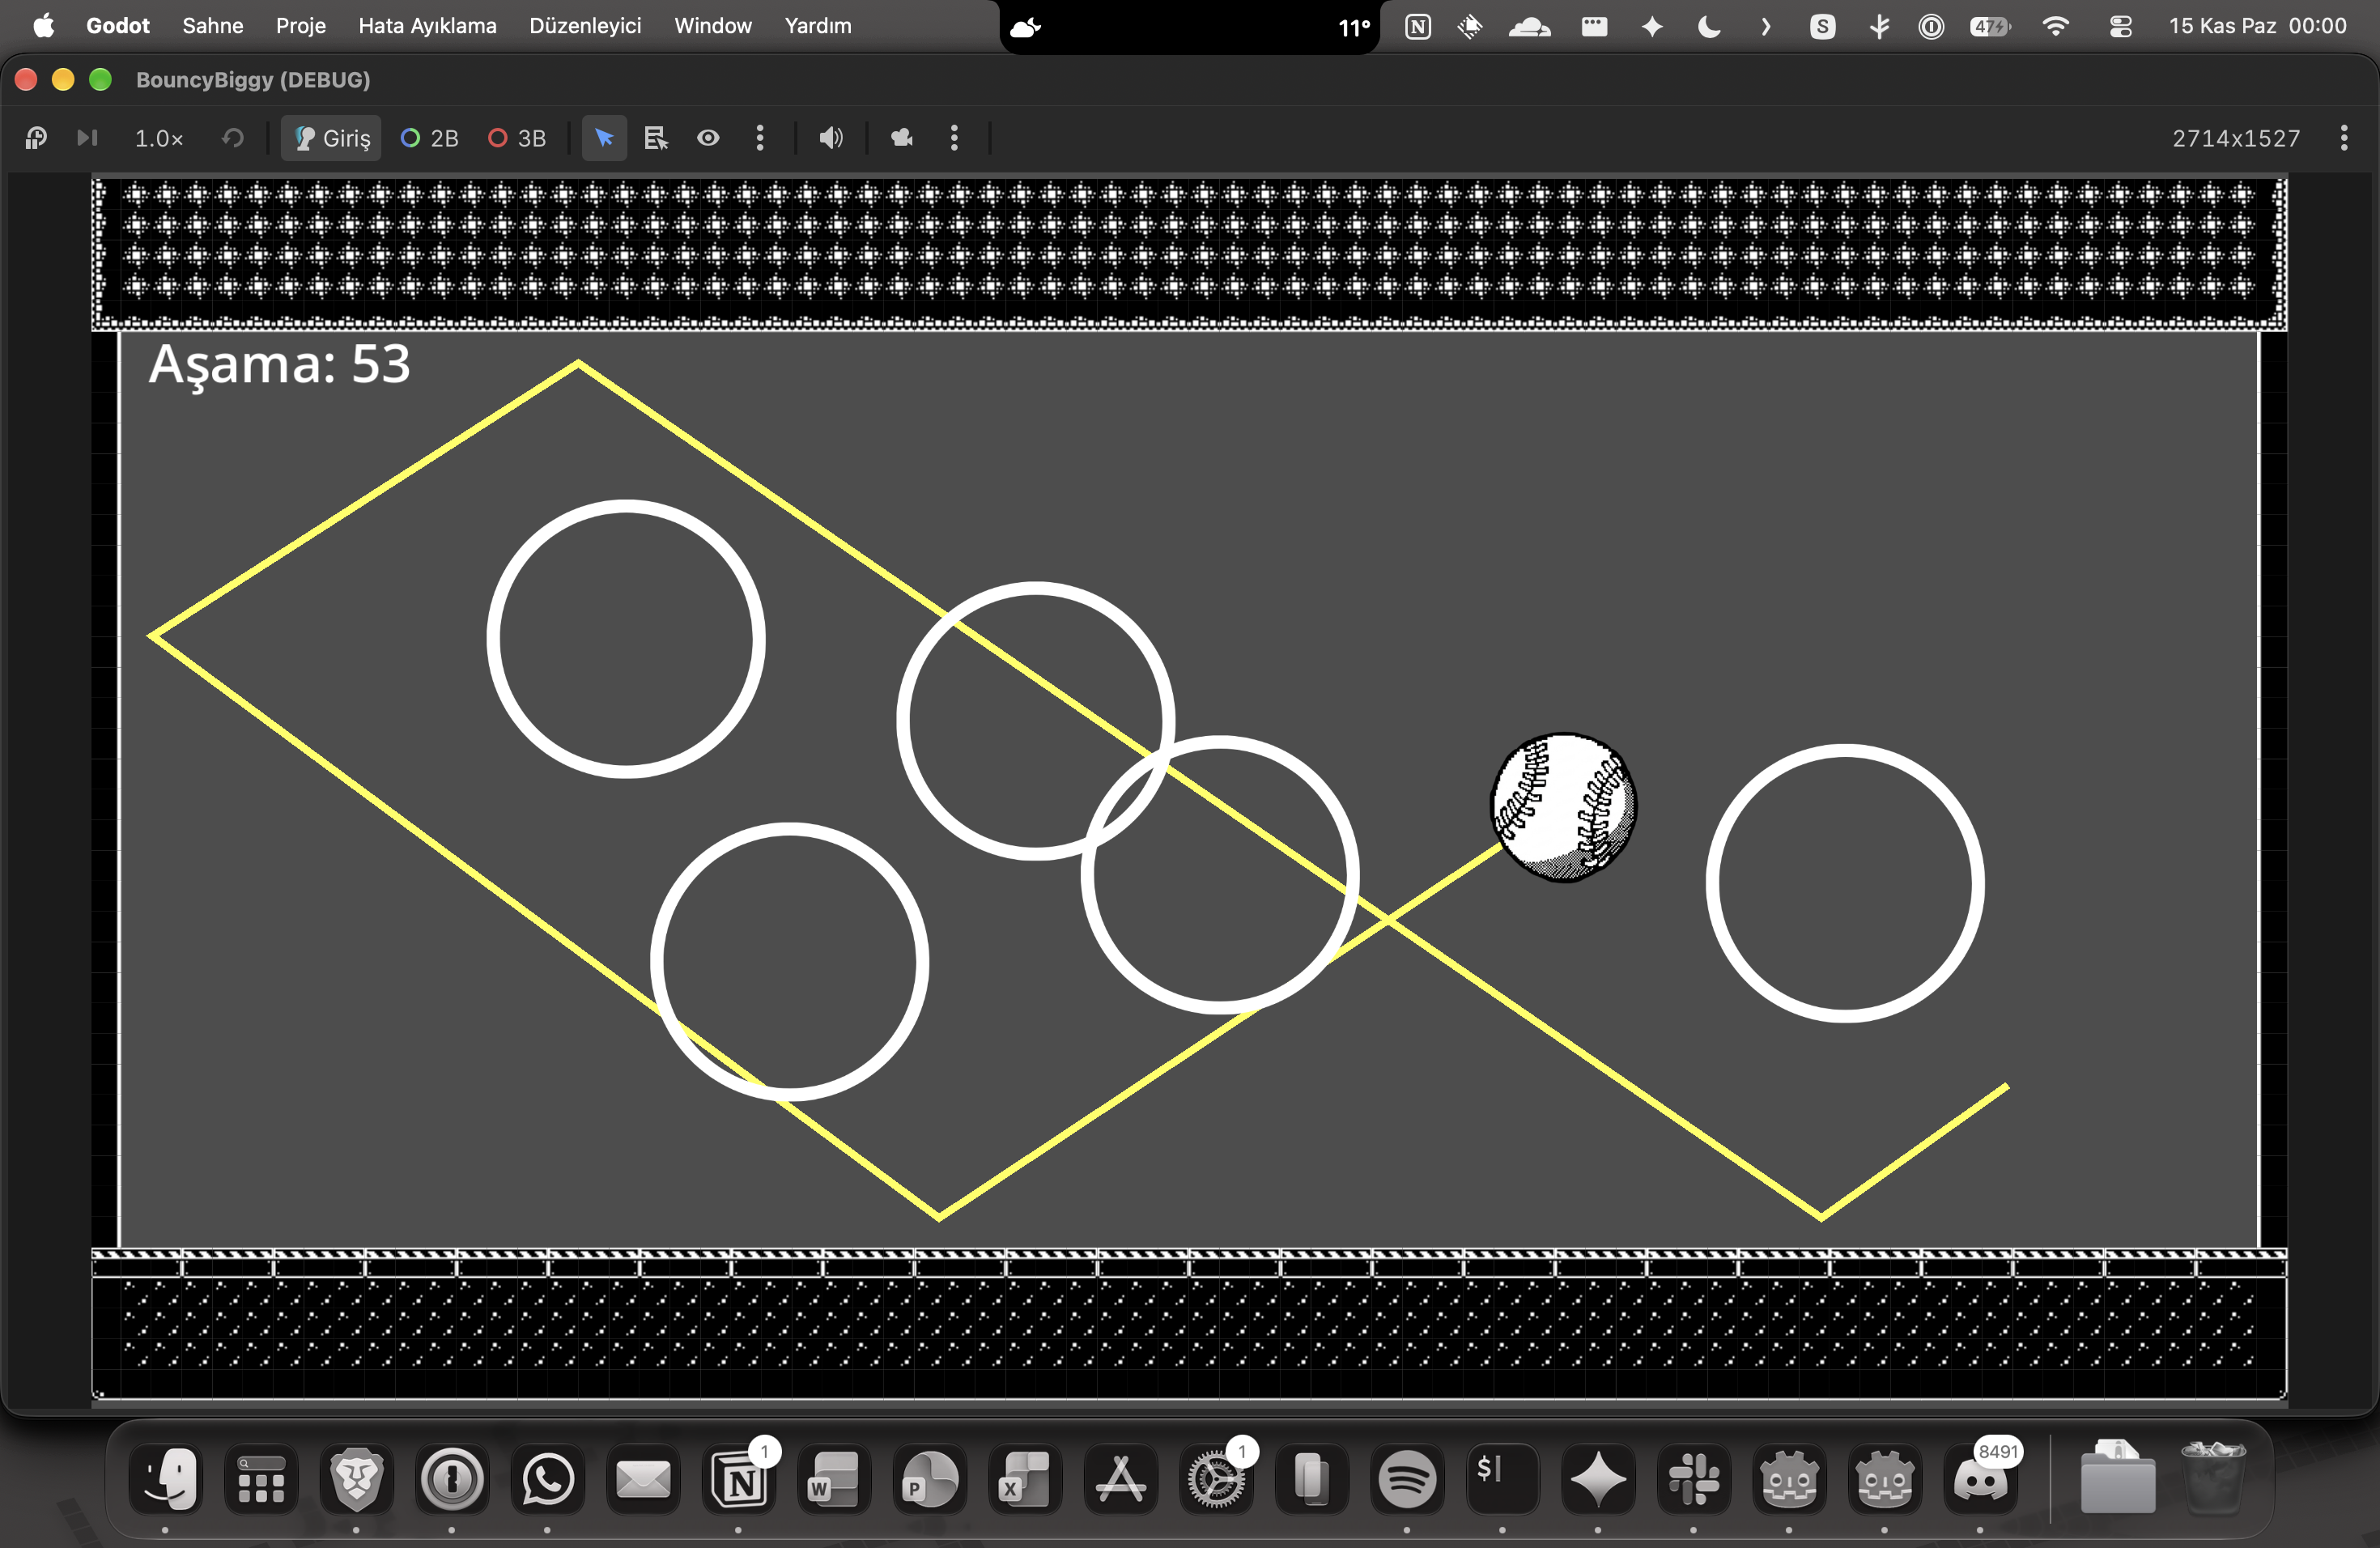 Godot Sahne Proje Hata Ayıklama Düzenleyici Window Yardım 11° N S 47 15 Kas Paz 00:00
BouncyBiggy (DEBUG)
1.0× Giriş 2B 3B 2714x1527
Aşama: 53
1 1 8491
N W P X $